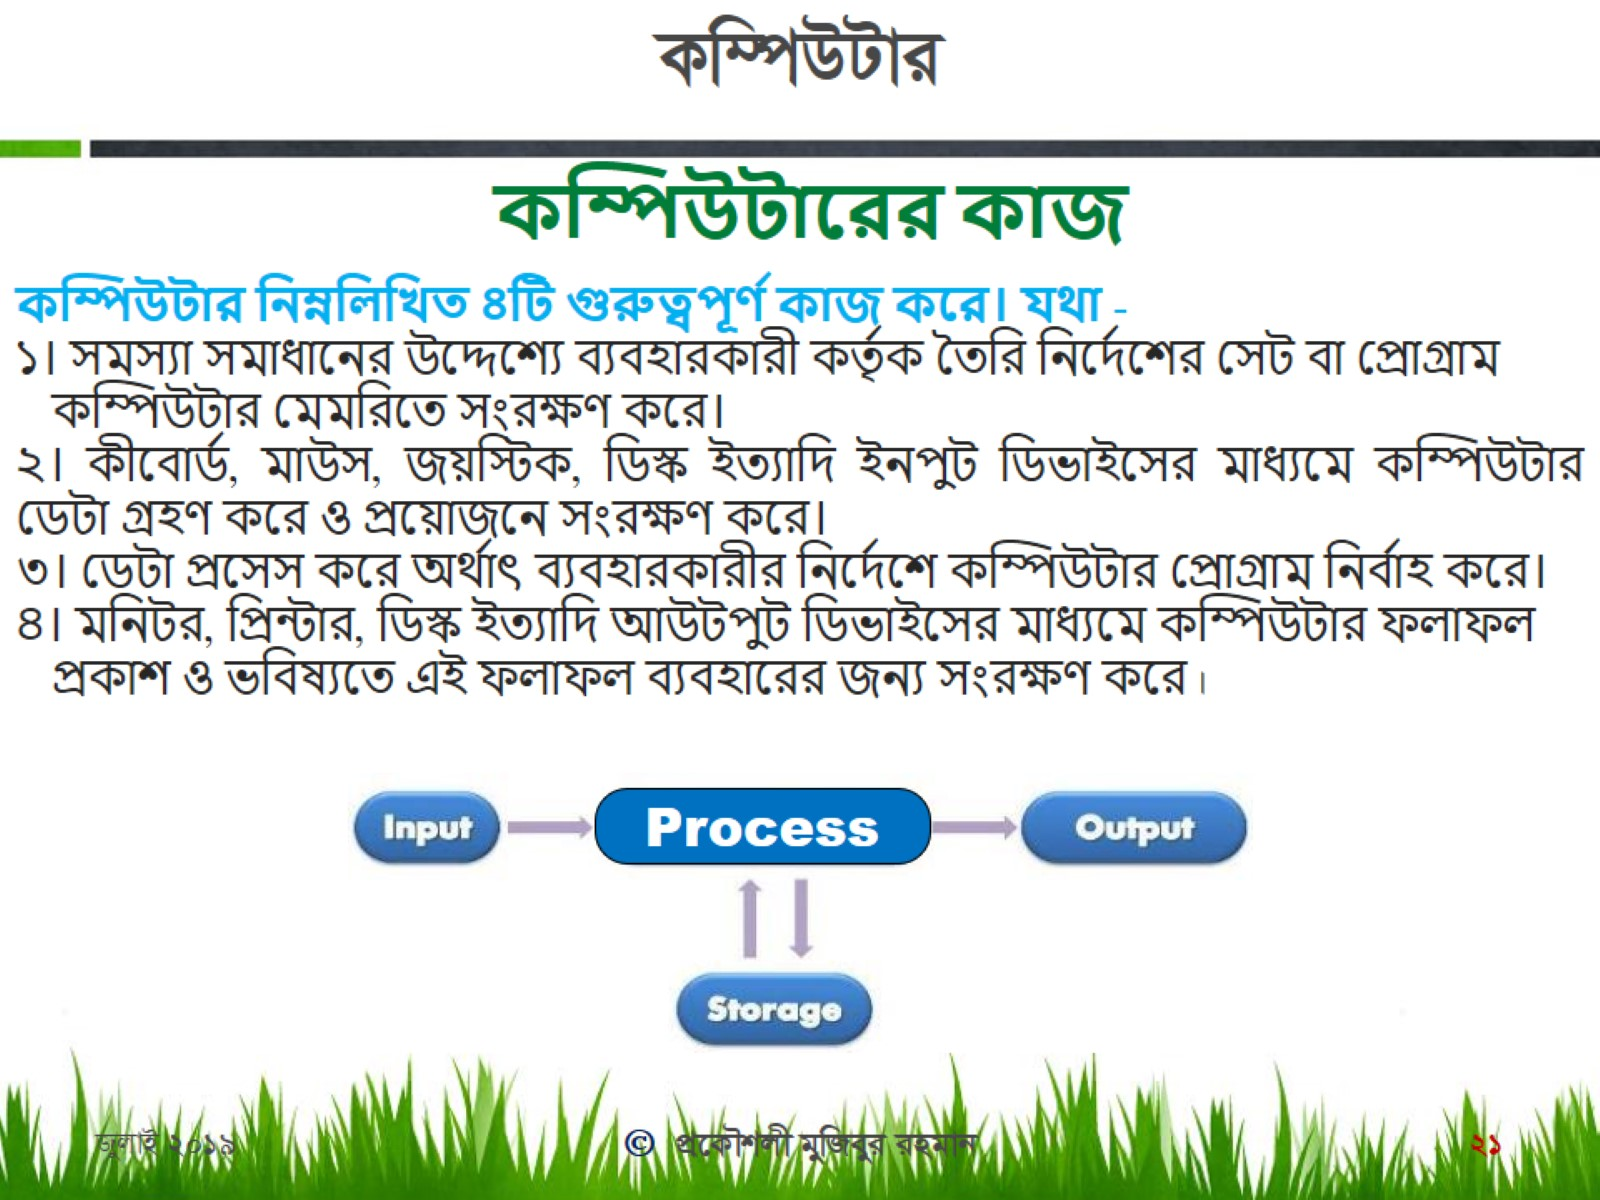 কম্পিউটার
কম্পিউটারের কাজ
কম্পিউটার নিম্নলিখিত ৪টি গুরুত্বপূর্ণ কাজ করে। যথা -
১। সমস্যা সমাধানের উদ্দেশ্যে ব্যবহারকারী কর্তৃক তৈরি নির্দেশের সেট বা প্রোগ্রাম
কম্পিউটার মেমরিতে সংরক্ষণ করে।
২। কীবোর্ড, মাউস, জয়স্টিক, ডিস্ক ইত্যাদি ইনপুট ডিভাইসের মাধ্যমে কম্পিউটার
ডেটা গ্রহণ করে ও প্রয়োজনে সংরক্ষণ করে।
৩। ডেটা প্রসেস করে অর্থাৎ ব্যবহারকারীর নির্দেশে কম্পিউটার প্রোগ্রাম নির্বাহ করে।
৪। মনিটর, প্রিন্টার, ডিস্ক ইত্যাদি আউটপুট ডিভাইসের মাধ্যমে কম্পিউটার ফলাফল
প্রকাশ ও ভবিষ্যতে এই ফলাফল ব্যবহারের জন্য সংরক্ষণ করে।
Input Process Output
Storage
জুলাই ২০১৯ © প্রকৌশলী মুজিবুর রহমান ২১